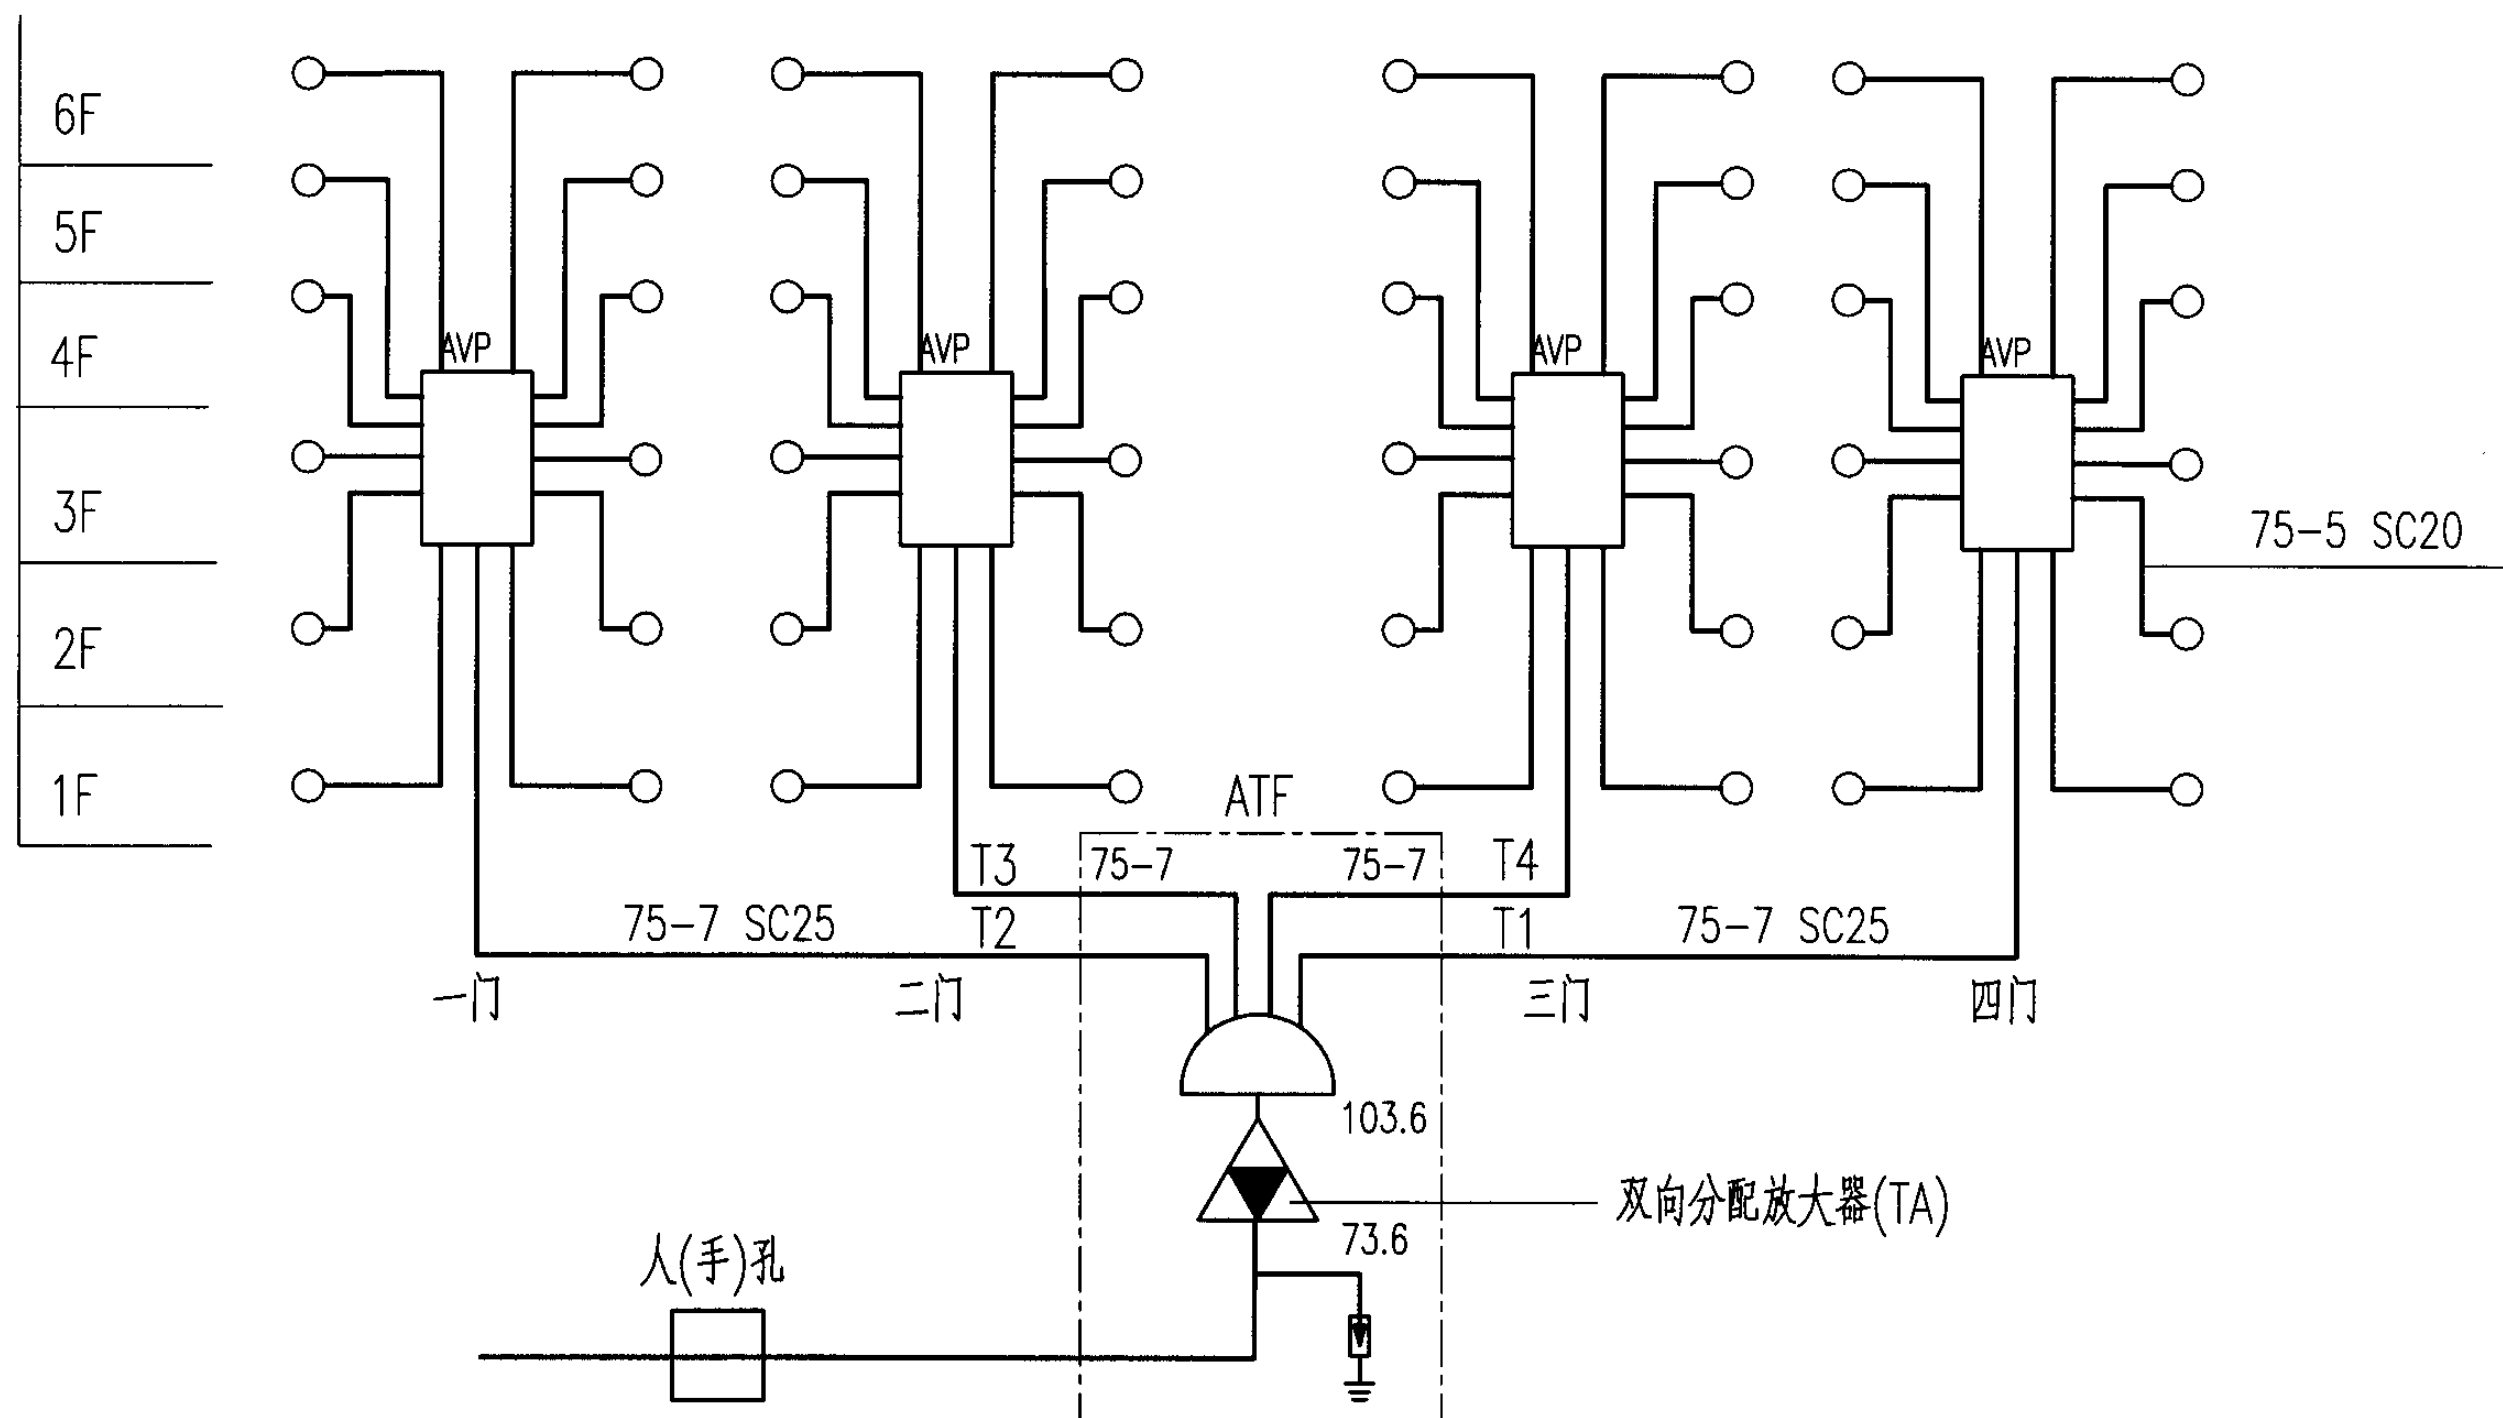 6F
5F
4F
3F
2F
1F
AVP
AVP
AVP
AVP
75-5 SC20
ATF
T3
75-7
75-7
T4
75-7 SC25
T2
T1
75-7 SC25
一门
二门
三门
四门
103.6
双向分配放大器(TA)
73.6
人(手)孔